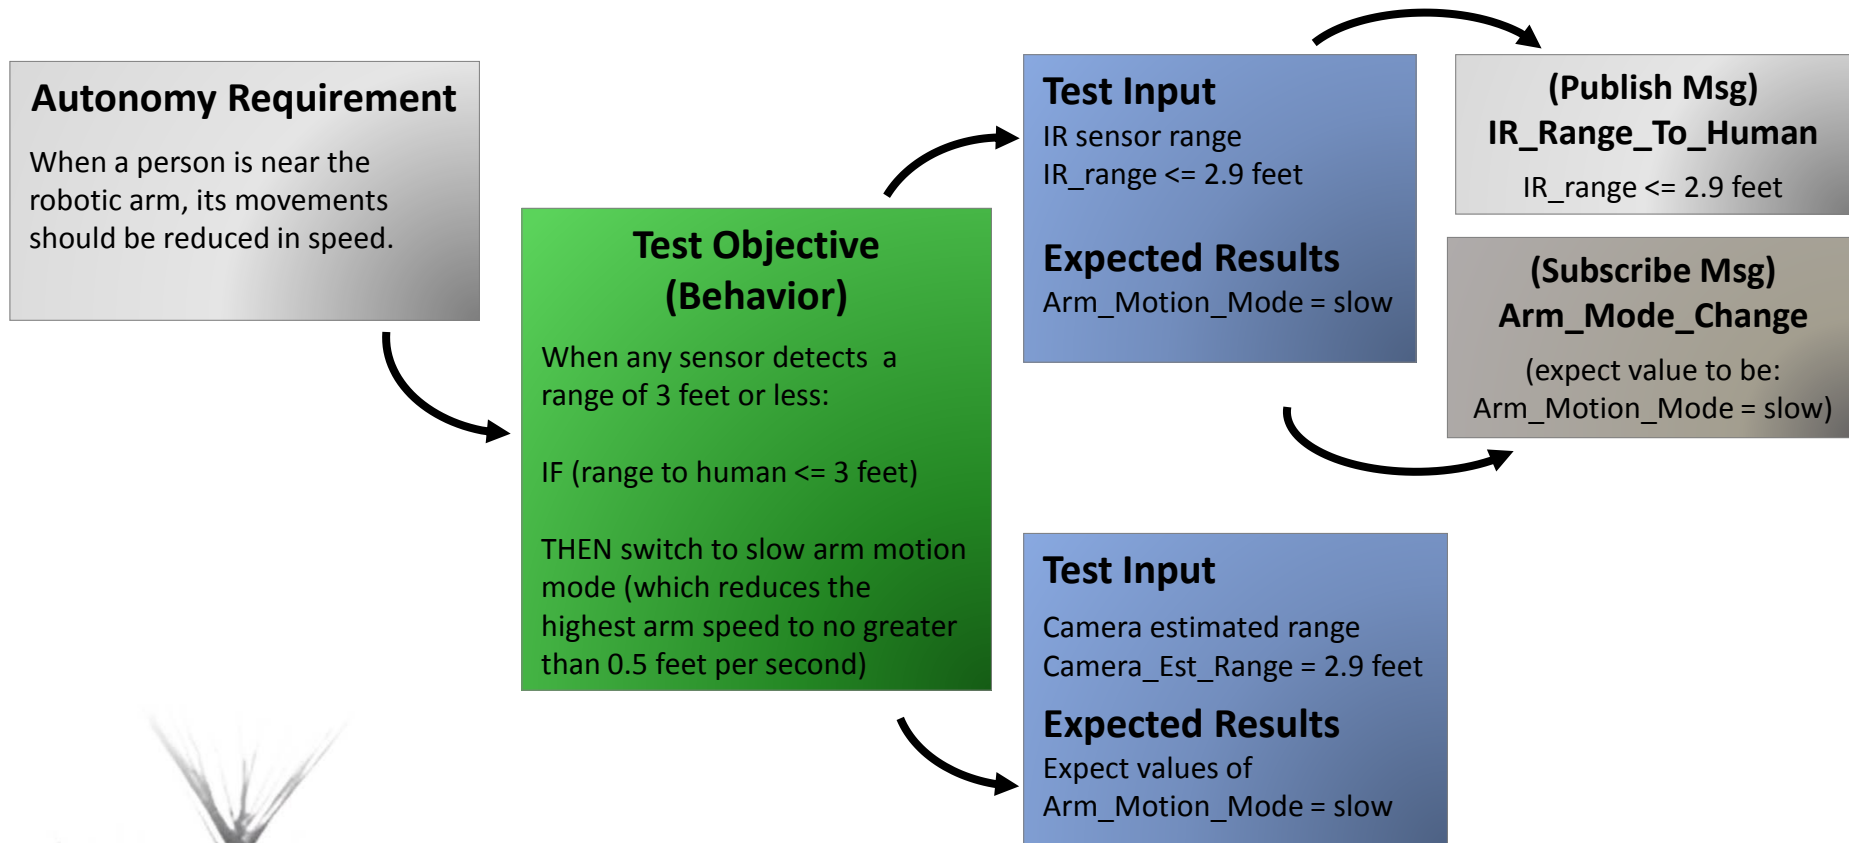 Autonomy Requirement
When a person is near the
robotic arm, its movements
should be reduced in speed.
Test Objective
(Behavior)
When any sensor detects a
range of 3 feet or less:
IF (range to human <= 3 feet)
THEN switch to slow arm motion
mode (which reduces the
highest arm speed to no greater
than 0.5 feet per second)
Test Input
IR sensor range
IR_range <= 2.9 feet
Expected Results
Arm_Motion_Mode = slow
(Publish Msg)
IR_Range_To_Human
IR_range <= 2.9 feet
(Subscribe Msg)
Arm_Mode_Change
(expect value to be:
Arm_Motion_Mode = slow)
Test Input
Camera estimated range
Camera_Est_Range = 2.9 feet
Expected Results
Expect values of
Arm_Motion_Mode = slow